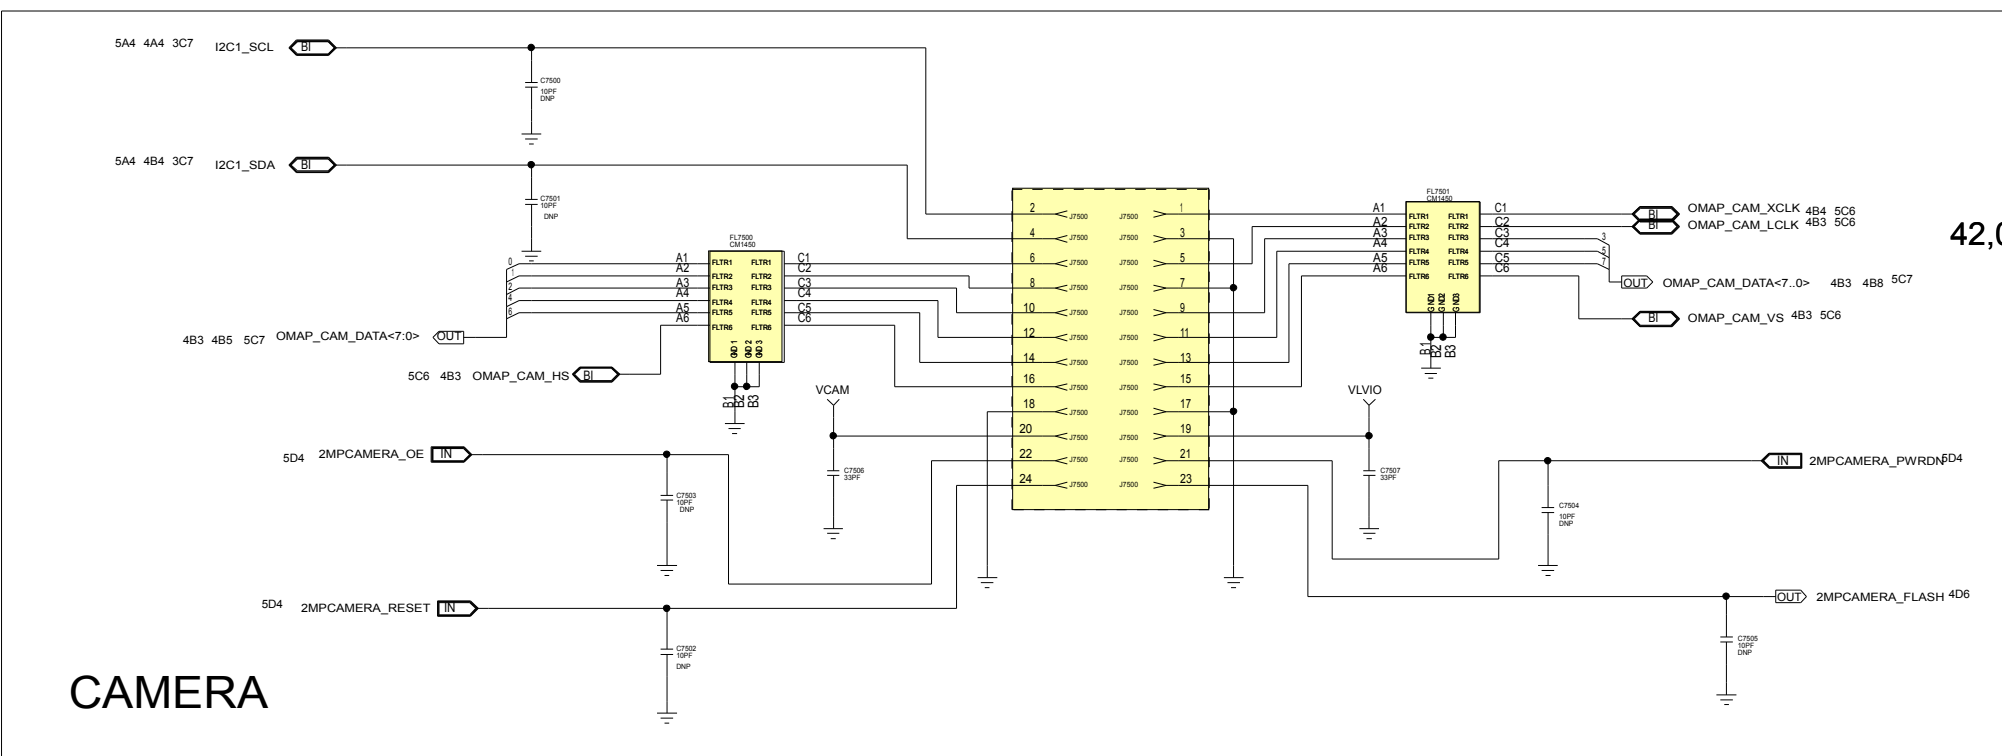 5A4 4A4 3C7 I2C1_SCL BI
C7500
10PF
DNP
5A4 4B4 3C7 I2C1_SDA BI
C7501
10PF
DNP
FL7500
CM1450
0 A1 FLTR1 FLTR1 C1
1 A2 FLTR2 FLTR2 C2
2 A3 FLTR3 FLTR3 C3
4 A4 FLTR4 FLTR4 C4
6 A5 FLTR5 FLTR5 C5
A6 FLTR6 FLTR6 C6
GND1 GND2 GND3
B1 B2 B3
4B3 4B5 5C7 OMAP_CAM_DATA<7:0> OUT
5C6 4B3 OMAP_CAM_HS BI
VCAM
C7506
33PF
5D4 2MPCAMERA_OE IN
C7503
10PF
DNP
5D4 2MPCAMERA_RESET IN
C7502
10PF
DNP
2 J7500 J7500 1
4 J7500 J7500 3
6 J7500 J7500 5
8 J7500 J7500 7
10 J7500 J7500 9
12 J7500 J7500 11
14 J7500 J7500 13
16 J7500 J7500 15
18 J7500 J7500 17
20 J7500 J7500 19
22 J7500 J7500 21
24 J7500 J7500 23
FL7501
CM1450
A1 FLTR1 FLTR1 C1
A2 FLTR2 FLTR2 C2
A3 FLTR3 FLTR3 C3 3
A4 FLTR4 FLTR4 C4 5
A5 FLTR5 FLTR5 C5 7
A6 FLTR6 FLTR6 C6
GND1 GND2 GND3
B1 B2 B3
BI OMAP_CAM_XCLK 4B4 5C6
BI OMAP_CAM_LCLK 4B3 5C6
OUT OMAP_CAM_DATA<7..0> 4B3 4B8 5C7
BI OMAP_CAM_VS 4B3 5C6
42,0
VLVIO
C7507
33PF
IN 2MPCAMERA_PWRDN 5D4
C7504
10PF
DNP
OUT 2MPCAMERA_FLASH 4D6
C7505
10PF
DNP
CAMERA